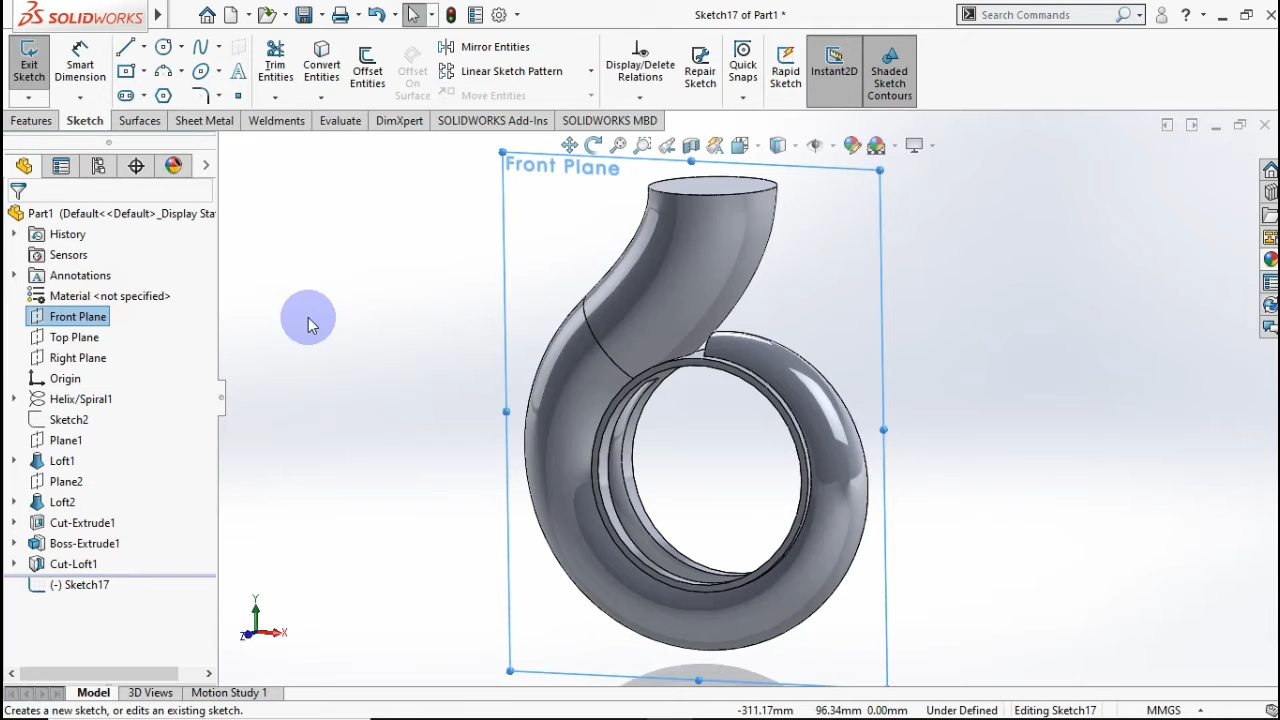 SOLIDWORKS
Sketch17 of Part1 *
Search Commands
Exit Sketch
Smart Dimension
Trim Entities
Convert Entities
Offset Entities
Offset On Surface
Mirror Entities
Linear Sketch Pattern
Move Entities
Display/Delete Relations
Repair Sketch
Quick Snaps
Rapid Sketch
Instant2D
Shaded Sketch Contours
Features
Sketch
Surfaces
Sheet Metal
Weldments
Evaluate
DimXpert
SOLIDWORKS Add-Ins
SOLIDWORKS MBD
Part1 (Default<<Default>_Display Sta
History
Sensors
Annotations
Material <not specified>
Front Plane
Top Plane
Right Plane
Origin
Helix/Spiral1
Sketch2
Plane1
Loft1
Plane2
Loft2
Cut-Extrude1
Boss-Extrude1
Cut-Loft1
(-) Sketch17
Front Plane
Y
X
Z
Model
3D Views
Motion Study 1
Creates a new sketch, or edits an existing sketch.
-311.17mm
96.34mm 0.00mm
Under Defined
Editing Sketch17
MMGS